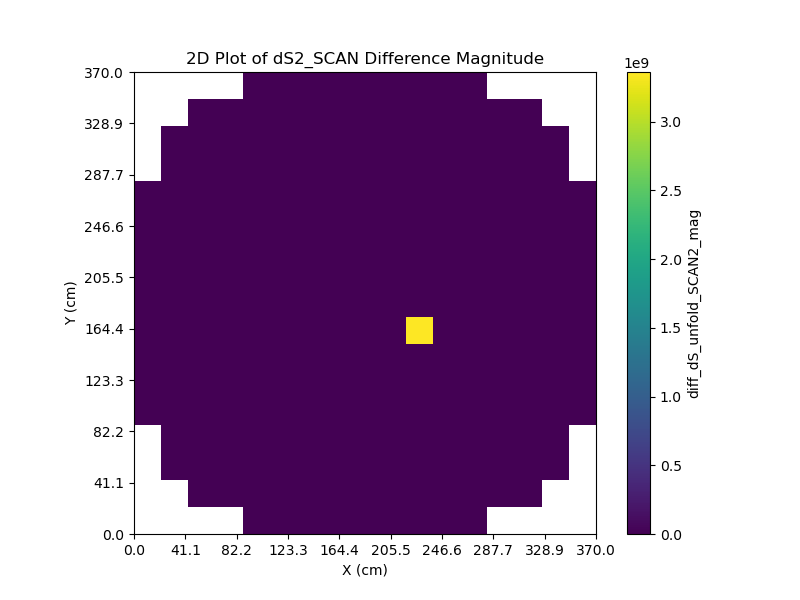 2D Plot of dS2_SCAN Difference Magnitude
1e9
370.0
328.9
287.7
246.6
205.5
164.4
123.3
82.2
41.1
0.0
Y (cm)
0.0 41.1 82.2 123.3 164.4 205.5 246.6 287.7 328.9 370.0
X (cm)
3.0
2.5
2.0
1.5
1.0
0.5
0.0
diff_dS_unfold_SCAN2_mag